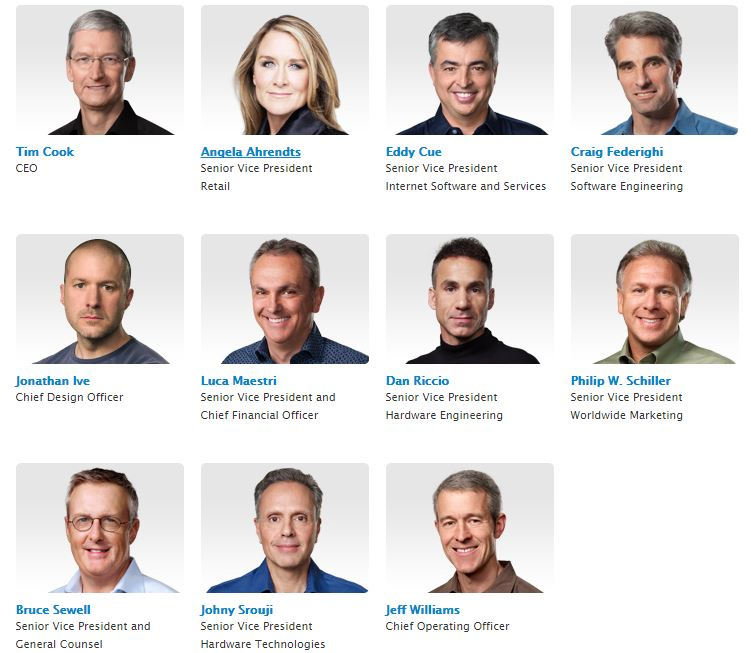 Tim Cook
CEO
Angela Ahrendts
Senior Vice President
Retail
Eddy Cue
Senior Vice President
Internet Software and Services
Craig Federighi
Senior Vice President
Software Engineering
Jonathan Ive
Chief Design Officer
Luca Maestri
Senior Vice President and
Chief Financial Officer
Dan Riccio
Senior Vice President
Hardware Engineering
Philip W. Schiller
Senior Vice President
Worldwide Marketing
Bruce Sewell
Senior Vice President and
General Counsel
Johny Srouji
Senior Vice President
Hardware Technologies
Jeff Williams
Chief Operating Officer